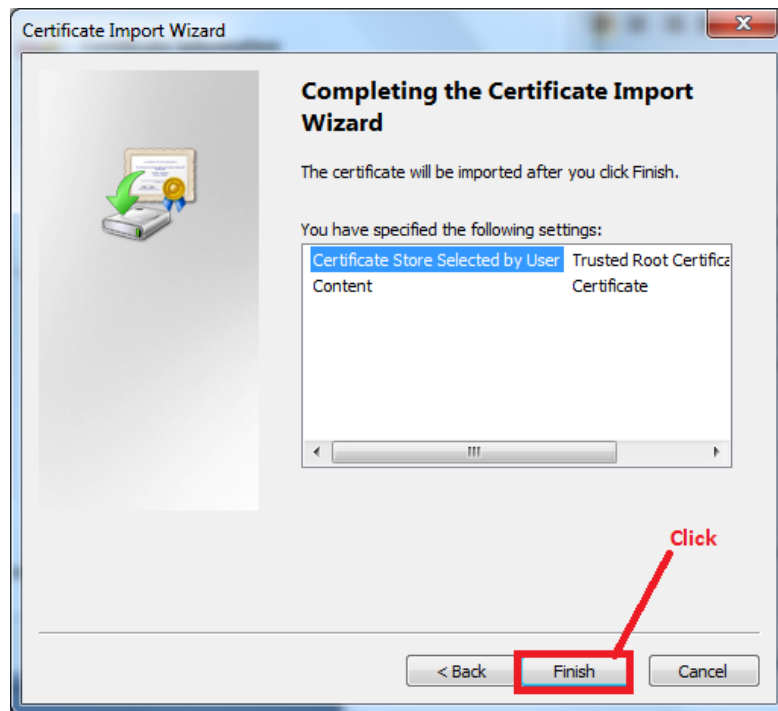 Certificate Import Wizard
Completing the Certificate Import
Wizard
The certificate will be imported after you click Finish.
You have specified the following settings:
Certificate Store Selected by User Trusted Root Certifica
Content Certificate
Click
< Back Finish Cancel